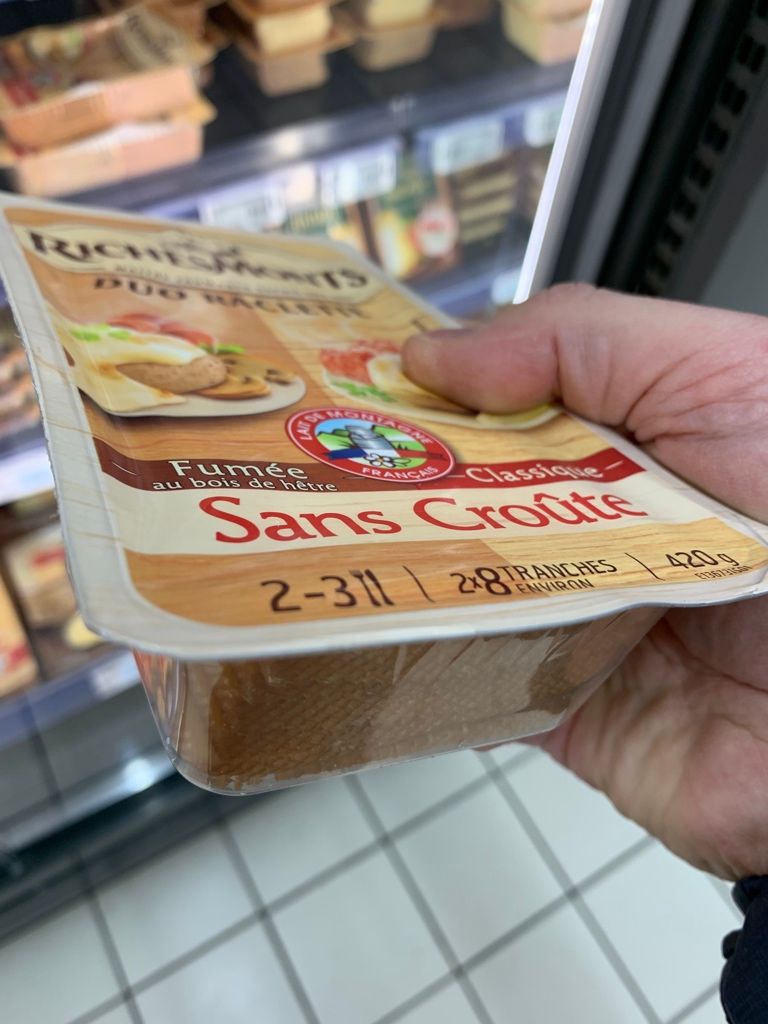 RICHESMONTS
DUO RACLETTE
LAIT DE MONTAGNE
FRANÇAIS
Fumée
au bois de hêtre
Classique
Sans Croûte
2-3 | 2x8 TRANCHES ENVIRON | 420 g